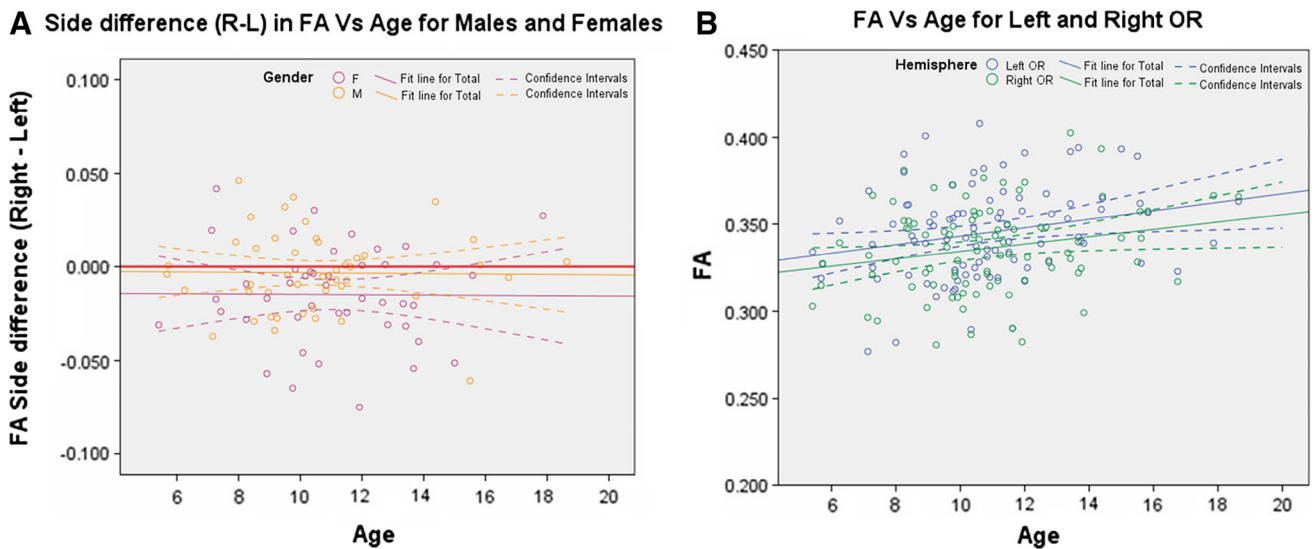 A Side difference (R-L) in FA Vs Age for Males and Females
Gender F Fit line for Total Confidence Intervals
M Fit line for Total Confidence Intervals
FA Side difference (Right - Left)
0.100
0.050
0.000
-0.050
-0.100
6 8 10 12 14 16 18 20
Age
B FA Vs Age for Left and Right OR
Hemisphere Left OR Fit line for Total Confidence Intervals
Right OR Fit line for Total Confidence Intervals
FA
0.450
0.400
0.350
0.300
0.250
0.200
6 8 10 12 14 16 18 20
Age